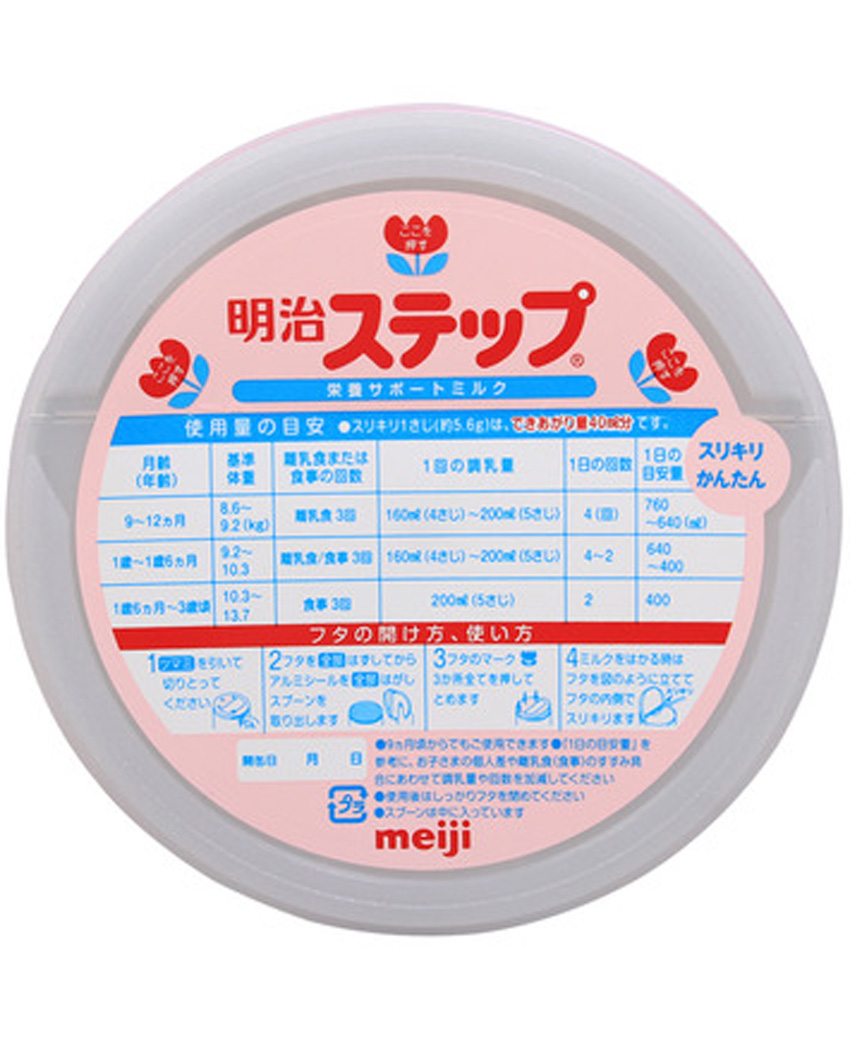 ここを
押す
明治ステップ®
ここを
押す
ここを
押す
栄養サポートミルク
使用量の目安 ●スリキリ1さじ(約5.6g)は、できあがり量40ml分です。
スリキリ
かんたん
月齢
(年齢)
基準
体重
離乳食または
食事の回数
1回の調乳量
1日の回数
1日の
目安量
9〜12ヵ月
8.6〜
9.2(kg)
離乳食 3回
160ml(4さじ)〜200ml(5さじ)
4(回)
760
〜640(ml)
1歳〜1歳6ヵ月
9.2〜
10.3
離乳食/食事 3回
160ml(4さじ)〜200ml(5さじ)
4〜2
640
〜400
1歳6ヵ月〜3歳頃
10.3〜
13.7
食事 3回
200ml(5さじ)
2
400
フタの開け方、使い方
1 ツマミを引いて
切りとって
ください
2 フタを全部はずしてから
アルミシールを全部はがし
スプーンを
取り出します
3 フタのマーク
3か所全てを押して
とめます
4 ミルクをはかる時は
フタを図のように立てて
フタの内側で
スリキリます
開缶日 月 日
●9ヵ月頃からでもご使用できます●「1日の目安量」を
参考に、お子さまの個人差や離乳食(食事)のすすみ具
合にあわせて調乳量や回数を加減してください
●使用後はしっかりフタを閉めてください
●スプーンは中に入っています
プラ
meiji